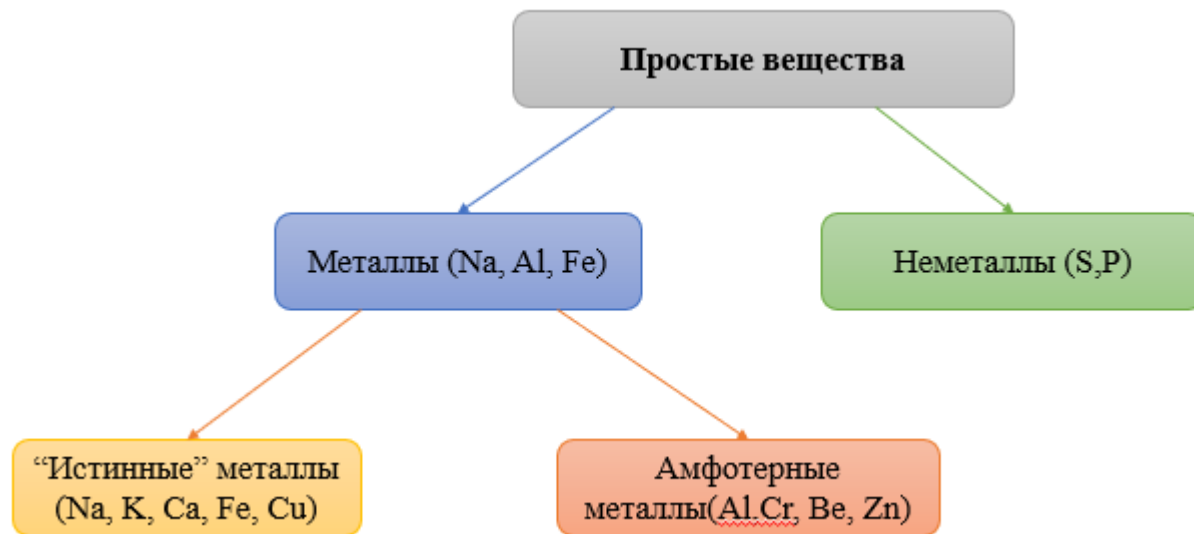 Простые вещества
Металлы (Na, Al, Fe)
Неметаллы (S,P)
“Истинные” металлы
(Na, K, Ca, Fe, Cu)
Амфотерные
металлы(Al.Cr, Be, Zn)